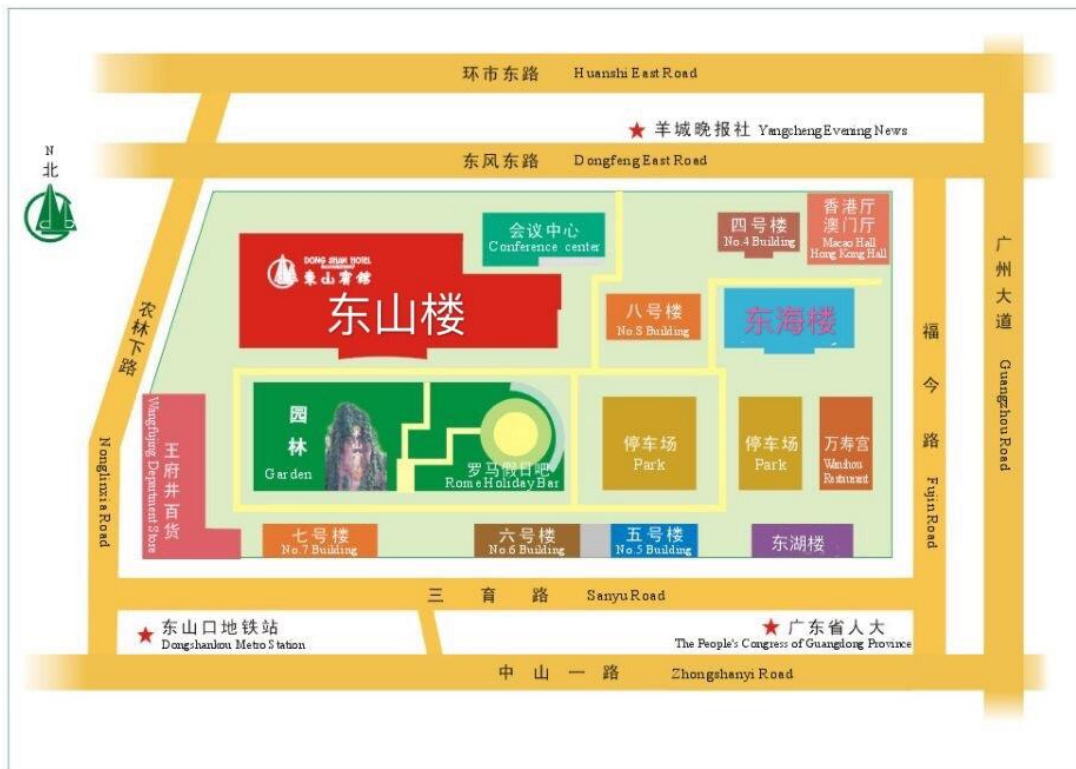 环市东路 Huanshi East Road
羊城晚报社 Yangcheng Evening News
N
北
东风东路 Dongfeng East Road
香港厅
澳门厅
Macao Hall
Hong Kong Hall
四号楼
No.4 Building
会议中心
Conference center
DONG SHAN HOTEL
東山賓館
东山楼
八号楼
No.8 Building
东海楼
广州大道 Guangzhou Road
农林下路 Nonglinxia Road
福今路 Fujin Road
王府井百货
Wangfujing Department Store
园林
Garden
罗马假日吧
Rome Holiday Bar
停车场
Park
停车场
Park
万寿宫
Wanshou
Restaurant
七号楼
No.7 Building
六号楼
No.6 Building
五号楼
No.5 Building
东湖楼
三育路 Sanyu Road
东山口地铁站
Dongshankou Metro Station
广东省人大
The People's Congress of Guangdong Province
中山一路 Zhongshanyi Road